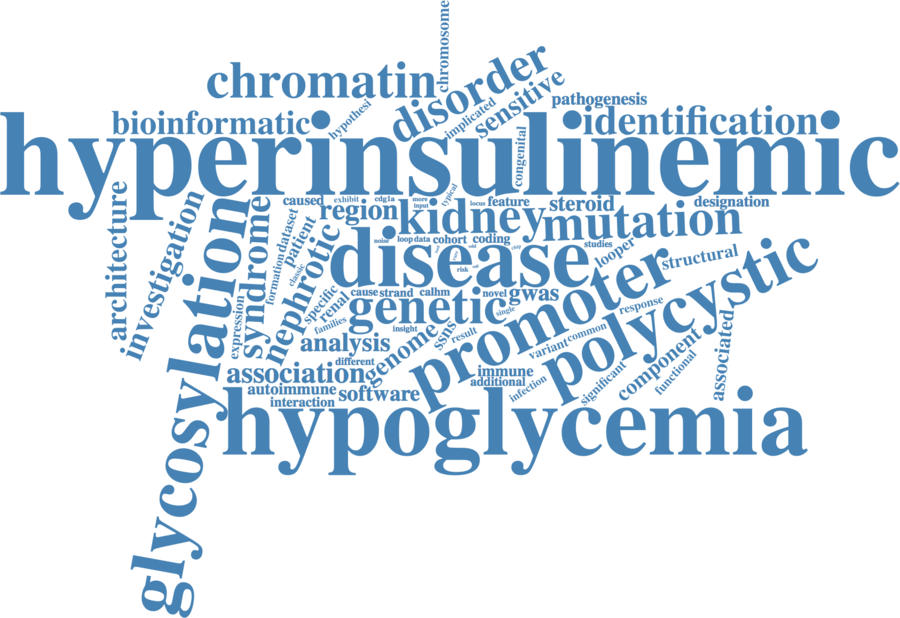 chromosome
chromatin
disorder
sensitive
implicated
hypothesi
pathogenesis
bioinformatic
identification
hyperinsulinemic
congenital
typical
architecture
investigation
glycosylation
syndrome
caused
exhibit
cdg1a
more
input
locus
feature
steroid
designation
region
kidney
mutation
dataset
patient
formation
nephrotic
classic
disease
noise
loop
data
cohort
coding
studies
looper
structural
risk
promoter
polycystic
expression
specific
renal
families
cause
strand
calhm
genetic
novel
gwas
single
response
insight
analysis
genome
ssns
result
variant
common
different
association
immune
additional
infection
significant
component
functional
associated
autoimmune
interaction
software
hypoglycemia